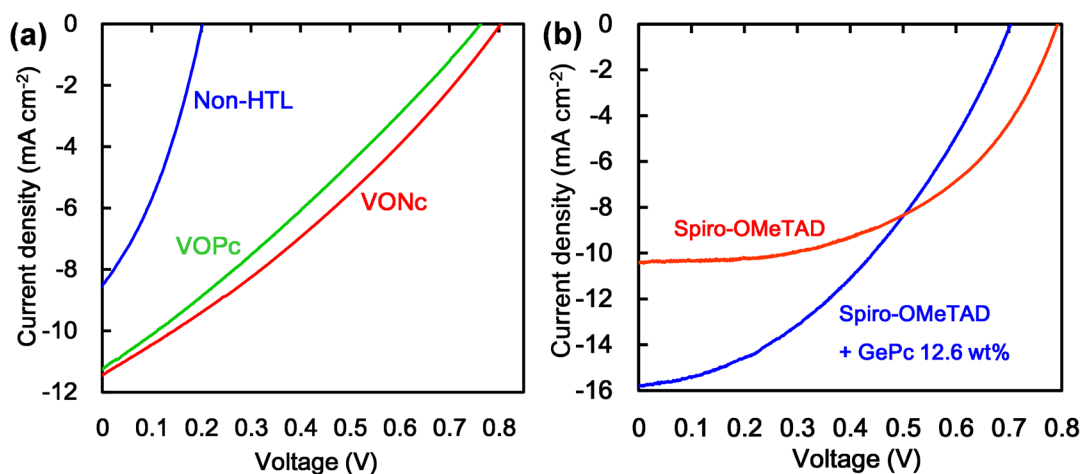 (a)
Current density (mA cm⁻²)
0
-2
-4
-6
-8
-10
-12
Non-HTL
VOPc
VONc
0 0.1 0.2 0.3 0.4 0.5 0.6 0.7 0.8
Voltage (V)
(b)
Current density (mA cm⁻²)
0
-2
-4
-6
-8
-10
-12
-14
-16
Spiro-OMeTAD
Spiro-OMeTAD
+ GePc 12.6 wt%
0 0.1 0.2 0.3 0.4 0.5 0.6 0.7 0.8
Voltage (V)